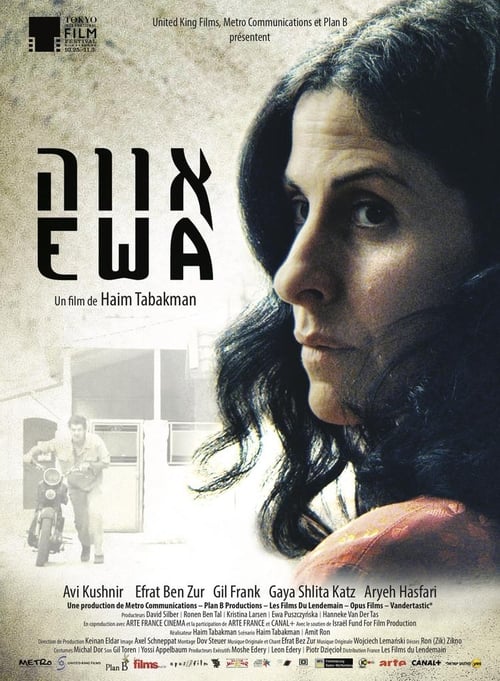 TOKYO
INTERNATIONAL
FILM
FESTIVAL
United King Films, Metro Communications et Plan B
présentent
אווה
EWA
Un film de Haim Tabakman
Avi Kushnir Efrat Ben Zur Gil Frank Gaya Shlita Katz Aryeh Hasfari
Une production de Metro Communications – Plan B Productions – Les Films Du Lendemain – Opus Films – Vandertastic®
Producteurs David Silber | Ronen Ben Tal | Kristina Larsen | Ewa Puszczyńska | Hanneke Van Der Tas
En coproduction avec ARTE FRANCE CINEMA et la participation de ARTE FRANCE et CANAL+ Avec le soutien de Israël Fund For Film Production
Réalisateur Haim Tabakman Scénario Haim Tabakman | Amit Ron
Direction de Production Keinan Eldar Image Axel Schneppat Montage Dov Steuer Musique Originale et Chant Efrat Bez Zur Musique Originale Wojciech Lemański Décors Ron (Zik) Zikno
Costumes Michal Dor Son Gil Toren | Yossi Appelbaum Producteurs Exécutifs Moshe Edery | Leon Edery | Piotr Dzięcioł Distribution France Les Films Du Lendemain
METRO UNITED KING FILMS Plan B films arte CANAL+